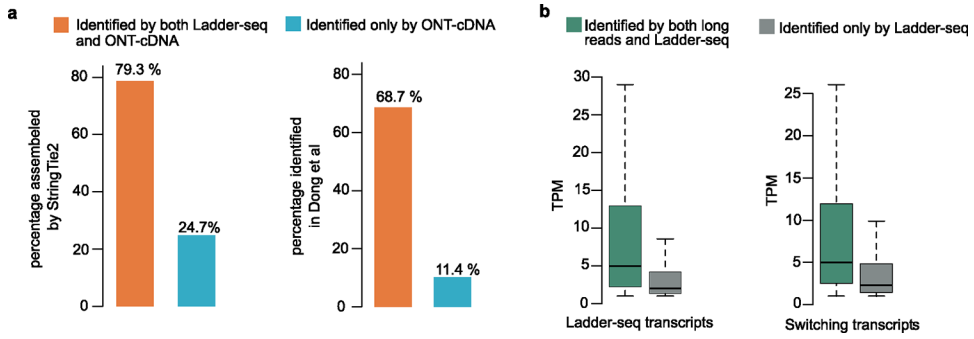 a
Identified by both Ladder-seq
and ONT-cDNA
Identified only by ONT-cDNA
percentage assembeled
by StringTie2
80
60
40
20
0
79.3 %
24.7%
percentage identified
in Dong et al
80
60
40
20
0
68.7 %
11.4 %
b
Identified by both long
reads and Ladder-seq
Identified only by Ladder-seq
TPM
30
25
20
15
10
5
0
Ladder-seq transcripts
TPM
25
20
15
10
5
0
Switching transcripts